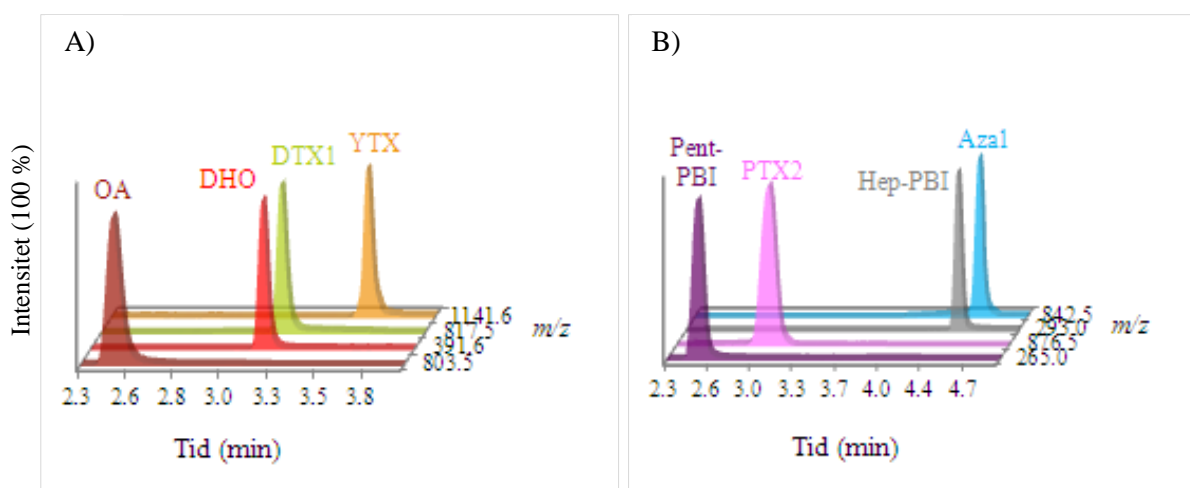 A)
Intensitet (100 %)
OA
DHO
DTX1
YTX
1141.6
817.5
391.6
803.5
m/z
2.3 2.6 2.8 3.0 3.3 3.5 3.8
Tid (min)
B)
Pent-
PBI
PTX2
Hep-PBI
Aza1
842.5
293.0
876.5
265.0
m/z
2.3 2.6 3.0 3.3 3.7 4.0 4.4 4.7
Tid (min)